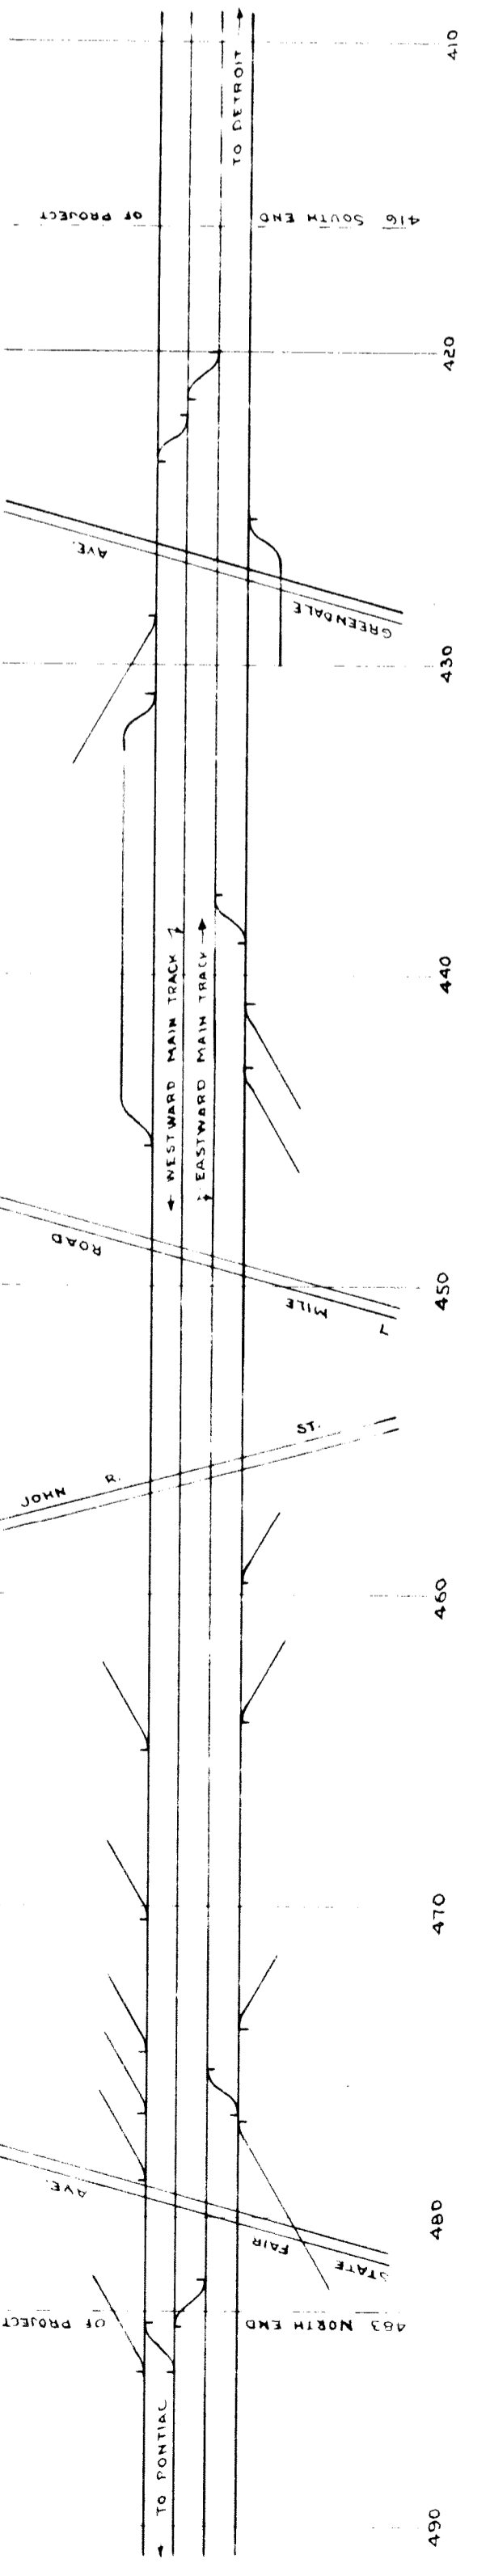 410
TO DETROIT
416 SOUTH END OF PROJECT
420
GREENDALE AVE.
430
WESTWARD MAIN TRACK
EASTWARD MAIN TRACK
440
7 MILE ROAD
450
JOHN R. ST.
460
470
STATE FAIR AVE.
480
483 NORTH END OF PROJECT
TO PONTIAC
490